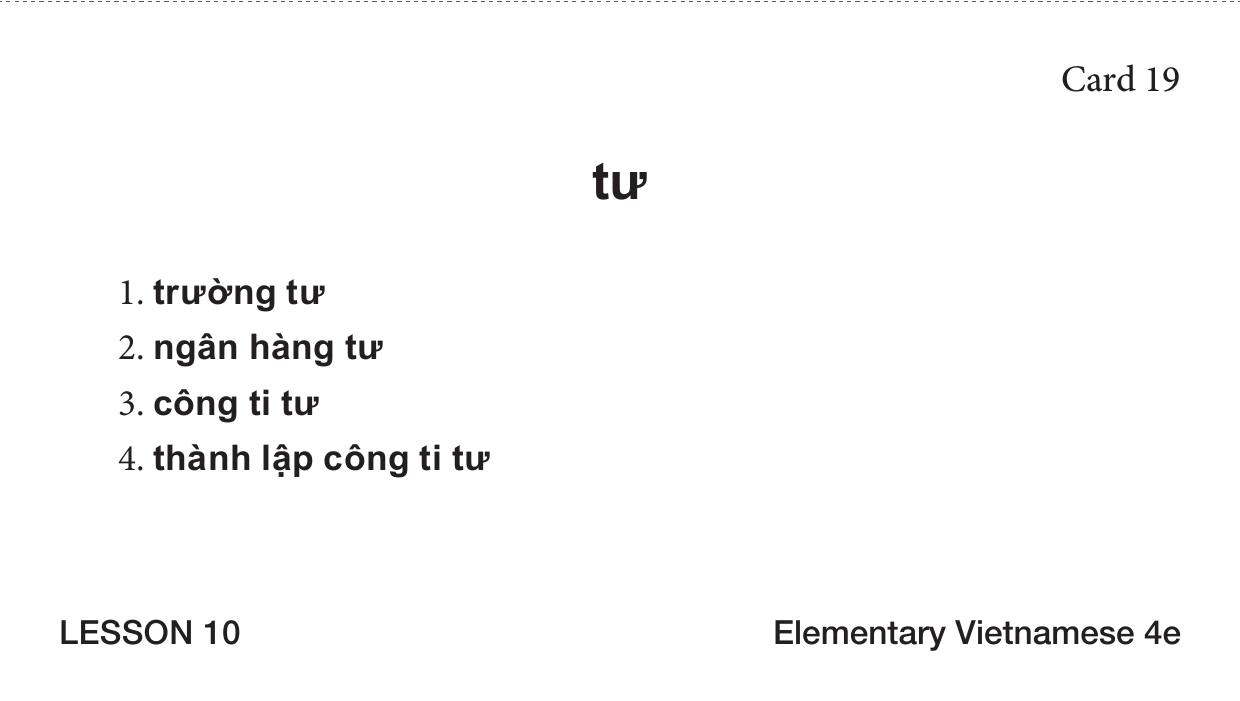 Card 19
tư
1. trường tư
2. ngân hàng tư
3. công ti tư
4. thành lập công ti tư
LESSON 10
Elementary Vietnamese 4e